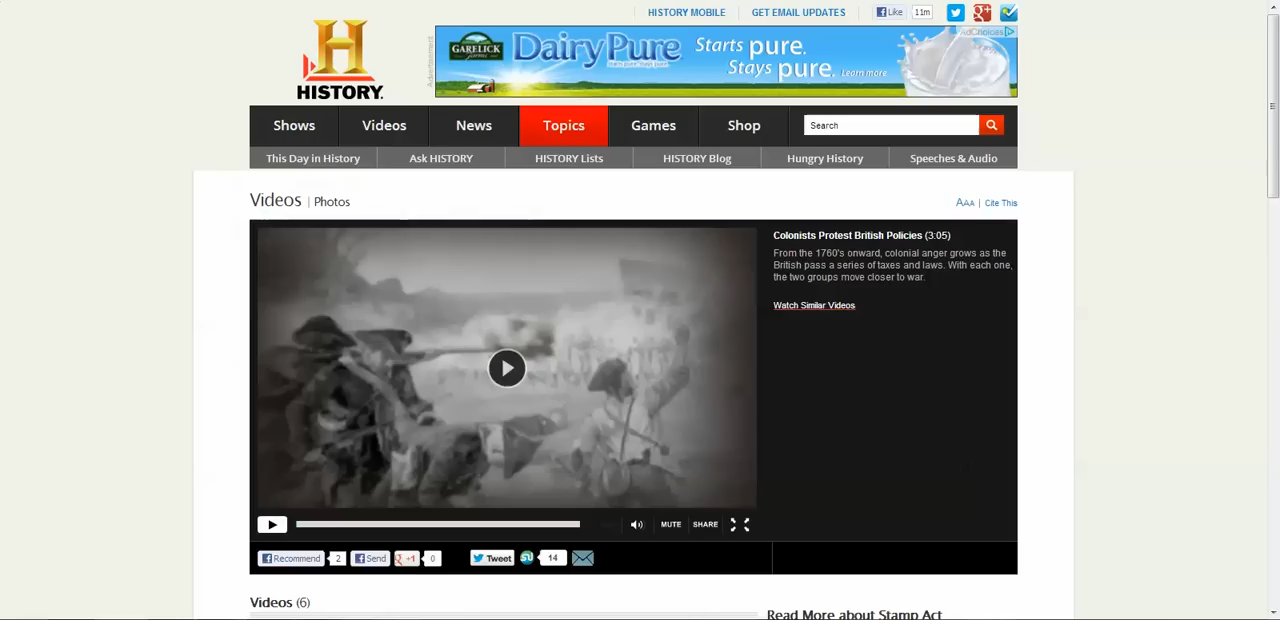 HISTORY MOBILE
GET EMAIL UPDATES
Like
11m
HISTORY.
Advertisement
GARELICK
Farms
DairyPure
Starts pure.
Stays pure.
Learn more
AdChoices
Shows
Videos
News
Topics
Games
Shop
Search
This Day in History
Ask HISTORY
HISTORY Lists
HISTORY Blog
Hungry History
Speeches & Audio
Videos | Photos
AAA | Cite This
Colonists Protest British Policies (3:05)
From the 1760's onward, colonial anger grows as the
British pass a series of taxes and laws. With each one,
the two groups move closer to war.
Watch Similar Videos
MUTE
SHARE
Recommend
2
Send
+1
0
Tweet
14
Videos (6)
Read More about Stamp Act